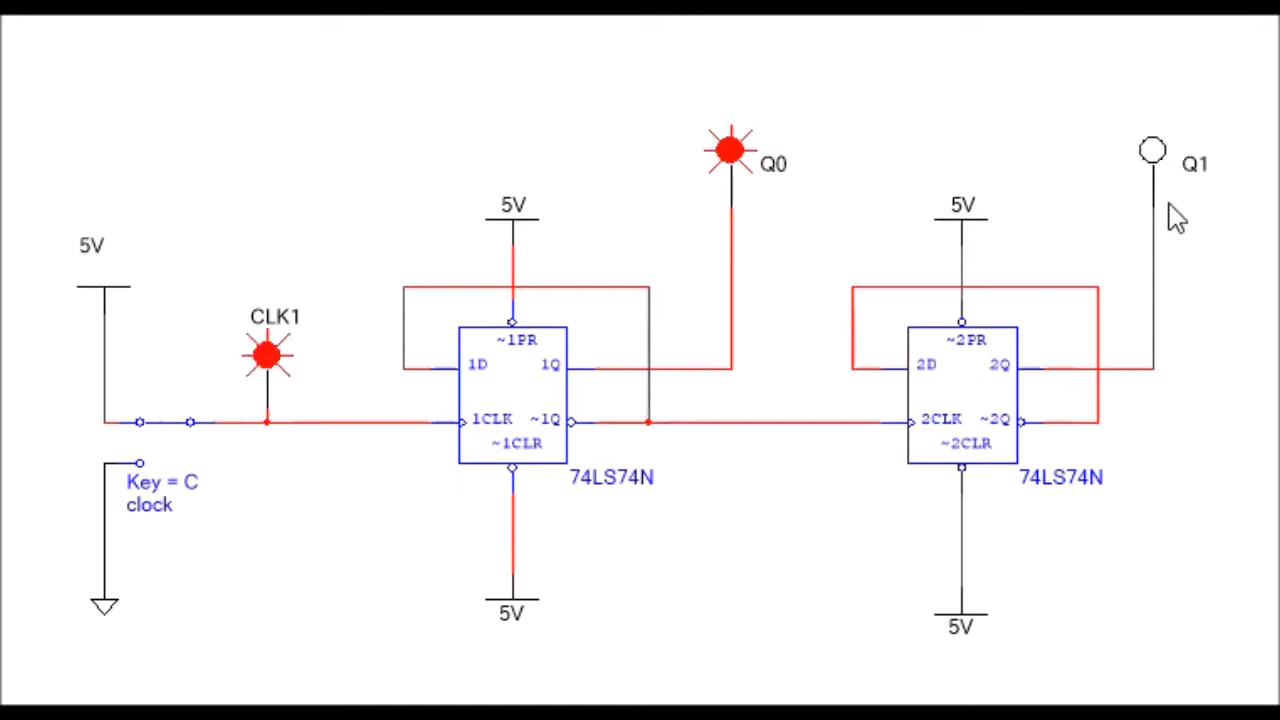 Q0
Q1
5V
5V
5V
CLK1
~1PR
1D
1Q
1CLK
~1Q
~1CLR
74LS74N
~2PR
2D
2Q
2CLK
~2Q
~2CLR
74LS74N
Key = C
clock
5V
5V